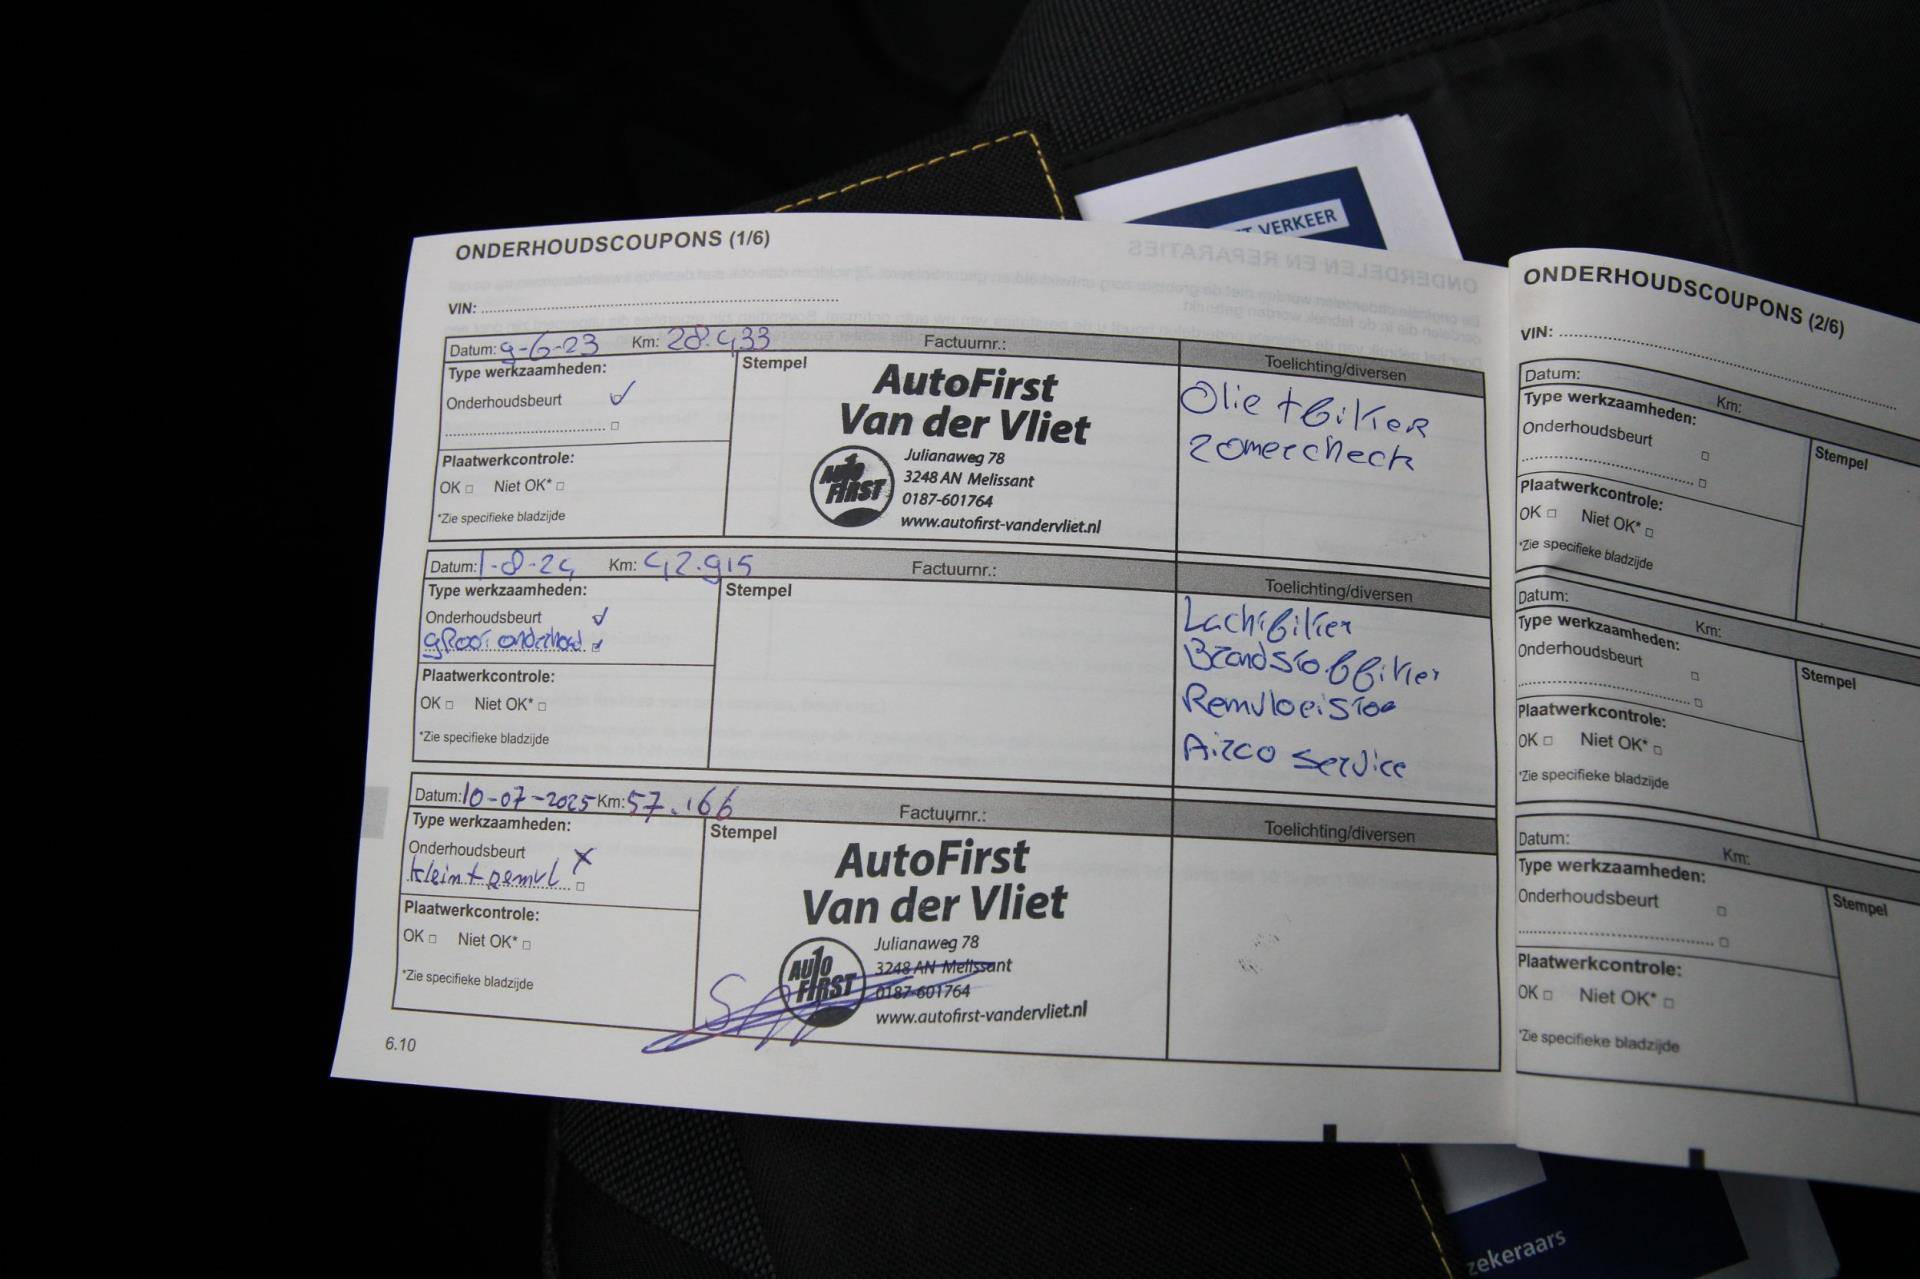 VERKEER
ONDERHOUDSCOUPONS (1/6)
VIN:
Datum: 9-6-23 Km: 28.433 Factuurnr.:
Type werkzaamheden:
Onderhoudsbeurt
Plaatwerkcontrole:
OK Niet OK*
*Zie specifieke bladzijde
Stempel
AutoFirst
Van der Vliet
AUTO
FIRST
Julianaweg 78
3248 AN Melissant
0187-601764
www.autofirst-vandervliet.nl
Toelichting/diversen
Olie + filter
zomercheck
Datum: 1-8-24 Km: 42.915 Factuurnr.:
Type werkzaamheden:
Onderhoudsbeurt
groot onderhoud
Plaatwerkcontrole:
OK Niet OK*
*Zie specifieke bladzijde
Stempel
Toelichting/diversen
Luchtfilter
Brandstoffilter
Remvloeistof
Airco service
Datum: 10-07-2025 Km: 57.166 Factuurnr.:
Type werkzaamheden:
Onderhoudsbeurt
klein + remvl
Plaatwerkcontrole:
OK Niet OK*
*Zie specifieke bladzijde
Stempel
AutoFirst
Van der Vliet
AUTO
FIRST
Julianaweg 78
3248 AN Melissant
0187-601764
www.autofirst-vandervliet.nl
Toelichting/diversen
6.10
ONDERHOUDSCOUPONS (2/6)
VIN:
Datum: Km:
Type werkzaamheden:
Onderhoudsbeurt
Plaatwerkcontrole:
OK Niet OK*
*Zie specifieke bladzijde
Stempel
Datum: Km:
Type werkzaamheden:
Onderhoudsbeurt
Plaatwerkcontrole:
OK Niet OK*
*Zie specifieke bladzijde
Stempel
Datum: Km:
Type werkzaamheden:
Onderhoudsbeurt
Plaatwerkcontrole:
OK Niet OK*
*Zie specifieke bladzijde
Stempel
zekeraars